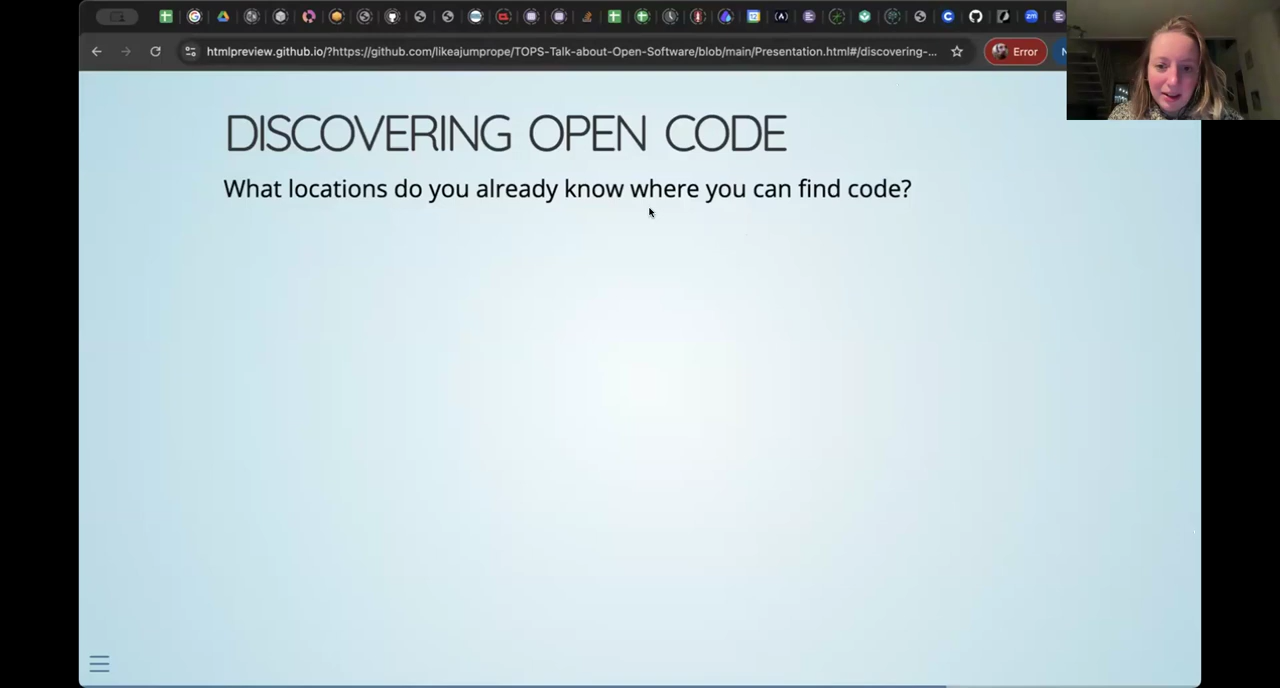 htmlpreview.github.io/?https://github.com/likeajumprope/TOPS-Talk-about-Open-Software/blob/main/Presentation.html#/discovering-...
Error
N
DISCOVERING OPEN CODE
What locations do you already know where you can find code?